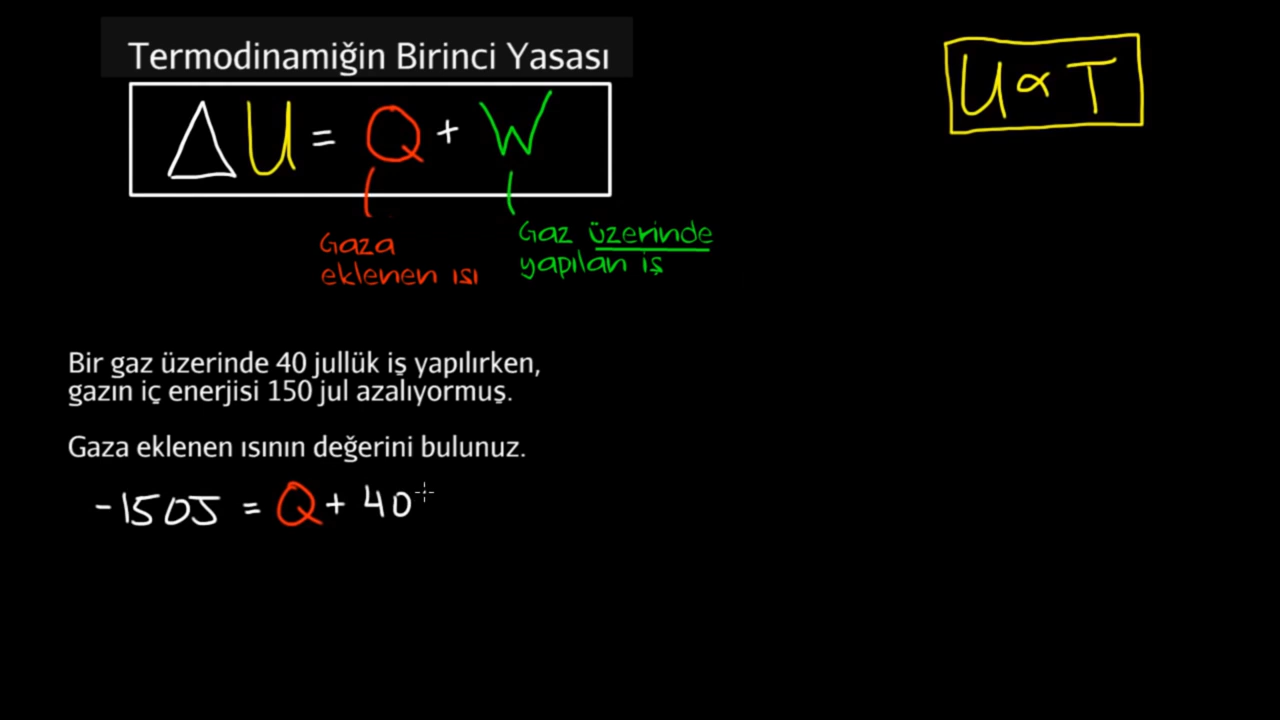 Termodinamiğin Birinci Yasası
U ∝ T
ΔU = Q + W
Gaza
eklenen ısı
Gaz üzerinde
yapılan iş
Bir gaz üzerinde 40 jullük iş yapılırken,
gazın iç enerjisi 150 jul azalıyormuş.
Gaza eklenen ısının değerini bulunuz.
-150J = Q + 40